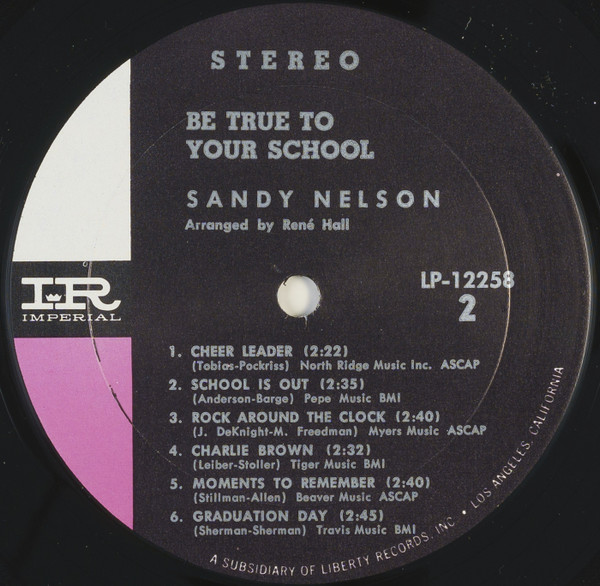 STEREO
BE TRUE TO
YOUR SCHOOL
SANDY NELSON
Arranged by René Hall
LP-12258
2
IR
IMPERIAL
1. CHEER LEADER (2:22)
(Tobias-Pockriss) North Ridge Music Inc. ASCAP
2. SCHOOL IS OUT (2:35)
(Anderson-Barge) Pepe Music BMI
3. ROCK AROUND THE CLOCK (2:40)
(J. DeKnight-M. Freedman) Myers Music ASCAP
4. CHARLIE BROWN (2:32)
(Leiber-Stoller) Tiger Music BMI
5. MOMENTS TO REMEMBER (2:40)
(Stillman-Allen) Beaver Music ASCAP
6. GRADUATION DAY (2:45)
(Sherman-Sherman) Travis Music BMI
A SUBSIDIARY OF LIBERTY RECORDS, INC. • LOS ANGELES, CALIFORNIA